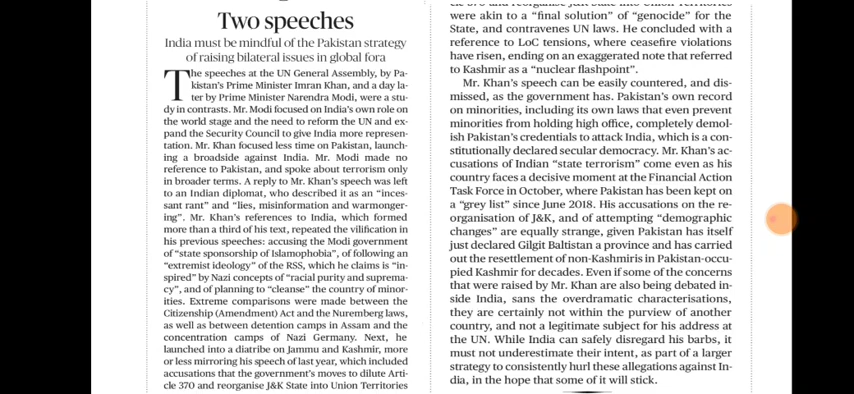 Two speeches
India must be mindful of the Pakistan strategy
of raising bilateral issues in global fora
The speeches at the UN General Assembly, by Pa-
kistan's Prime Minister Imran Khan, and a day la-
ter by Prime Minister Narendra Modi, were a stu-
dy in contrasts. Mr. Modi focused on India's own role on
the world stage and the need to reform the UN and ex-
pand the Security Council to give India more represen-
tation. Mr. Khan focused less time on Pakistan, launch-
ing a broadside against India. Mr. Modi made no
reference to Pakistan, and spoke about terrorism only
in broader terms. A reply to Mr. Khan's speech was left
to an Indian diplomat, who described it as an "inces-
sant rant" and "lies, misinformation and warmonger-
ing". Mr. Khan's references to India, which formed
more than a third of his text, repeated the vilification in
his previous speeches: accusing the Modi government
of "state sponsorship of Islamophobia", of following an
"extremist ideology" of the RSS, which he claims is "in-
spired" by Nazi concepts of "racial purity and suprema-
cy", and of planning to "cleanse" the country of minor-
ities. Extreme comparisons were made between the
Citizenship (Amendment) Act and the Nuremberg laws,
as well as between detention camps in Assam and the
concentration camps of Nazi Germany. Next, he
launched into a diatribe on Jammu and Kashmir, more
or less mirroring his speech of last year, which included
accusations that the government's moves to dilute Arti-
cle 370 and reorganise J&K State into Union Territories
cle 370 and reorganise J&K State into Union Territories
were akin to a "final solution" of "genocide" for the
State, and contravenes UN laws. He concluded with a
reference to LoC tensions, where ceasefire violations
have risen, ending on an exaggerated note that referred
to Kashmir as a "nuclear flashpoint".
Mr. Khan's speech can be easily countered, and dis-
missed, as the government has. Pakistan's own record
on minorities, including its own laws that even prevent
minorities from holding high office, completely demol-
ish Pakistan's credentials to attack India, which is a con-
stitutionally declared secular democracy. Mr. Khan's ac-
cusations of Indian "state terrorism" come even as his
country faces a decisive moment at the Financial Action
Task Force in October, where Pakistan has been kept on
a "grey list" since June 2018. His accusations on the re-
organisation of J&K, and of attempting "demographic
changes" are equally strange, given Pakistan has itself
just declared Gilgit Baltistan a province and has carried
out the resettlement of non-Kashmiris in Pakistan-occu-
pied Kashmir for decades. Even if some of the concerns
that were raised by Mr. Khan are also being debated in-
side India, sans the overdramatic characterisations,
they are certainly not within the purview of another
country, and not a legitimate subject for his address at
the UN. While India can safely disregard his barbs, it
must not underestimate their intent, as part of a larger
strategy to consistently hurl these allegations against In-
dia, in the hope that some of it will stick.